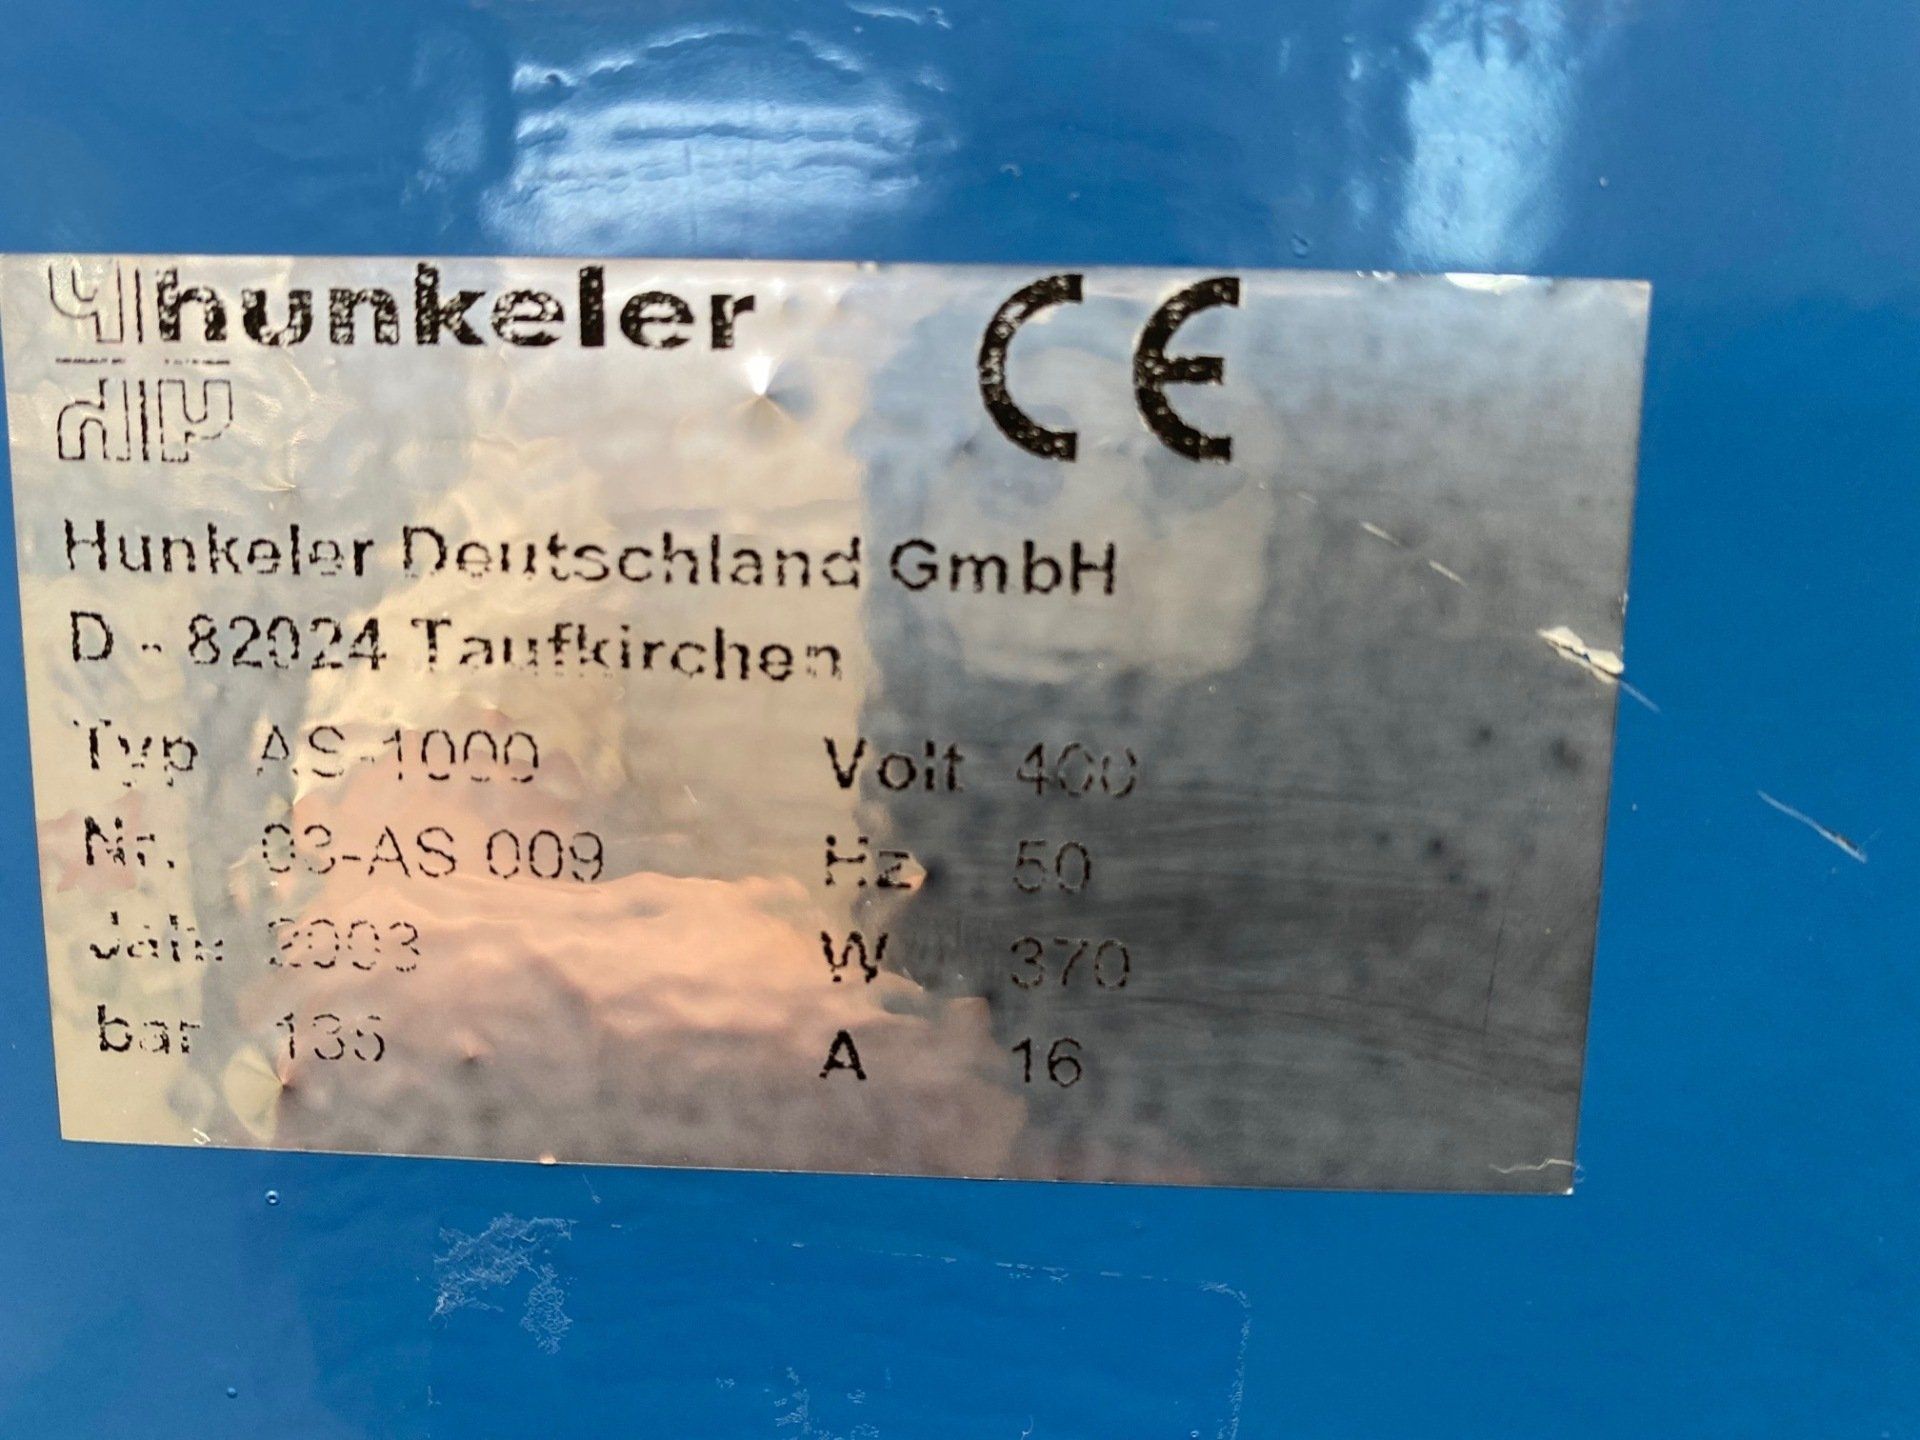 hunkeler CE
Hunkeler Deutschland GmbH
D - 82024 Taufkirchen
Typ AS-1000 Volt 400
Nr. 03-AS 009 Hz 50
Jahr 2003 W 370
bar 135 A 16